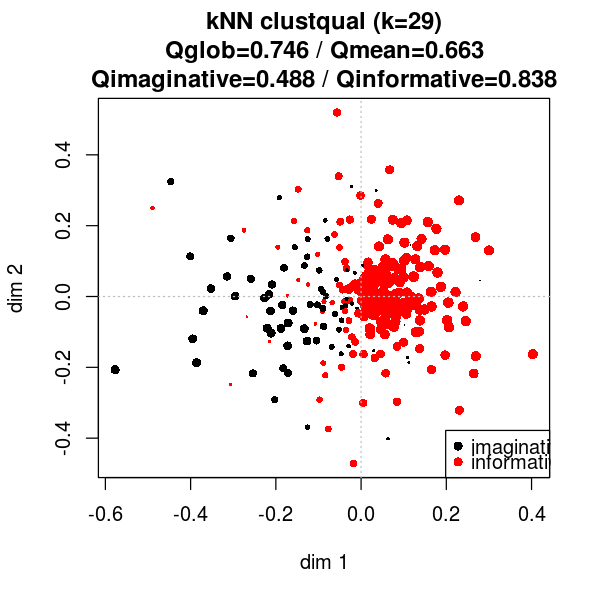 kNN clustqual (k=29)
Qglob=0.746 / Qmean=0.663
Qimaginative=0.488 / Qinformative=0.838
dim 2
0.4
0.2
0.0
-0.2
-0.4
imaginati
informati
-0.6
-0.4
-0.2
0.0
0.2
0.4
dim 1